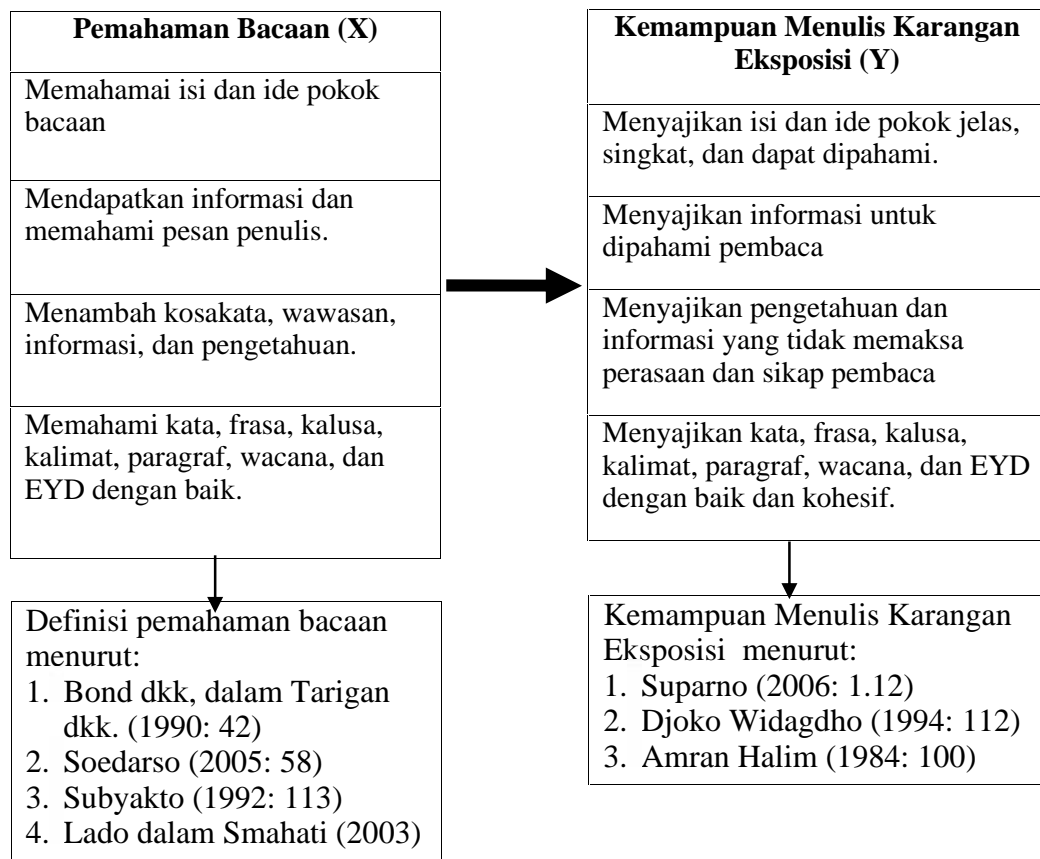 Pemahaman Bacaan (X)
Memahamai isi dan ide pokok
bacaan
Mendapatkan informasi dan
memahami pesan penulis.
Menambah kosakata, wawasan,
informasi, dan pengetahuan.
Memahami kata, frasa, kalusa,
kalimat, paragraf, wacana, dan
EYD dengan baik.
Definisi pemahaman bacaan
menurut:
1. Bond dkk, dalam Tarigan
dkk. (1990: 42)
2. Soedarso (2005: 58)
3. Subyakto (1992: 113)
4. Lado dalam Smahati (2003)
Kemampuan Menulis Karangan
Eksposisi (Y)
Menyajikan isi dan ide pokok jelas,
singkat, dan dapat dipahami.
Menyajikan informasi untuk
dipahami pembaca
Menyajikan pengetahuan dan
informasi yang tidak memaksa
perasaan dan sikap pembaca
Menyajikan kata, frasa, kalusa,
kalimat, paragraf, wacana, dan EYD
dengan baik dan kohesif.
Kemampuan Menulis Karangan
Eksposisi menurut:
1. Suparno (2006: 1.12)
2. Djoko Widagdho (1994: 112)
3. Amran Halim (1984: 100)